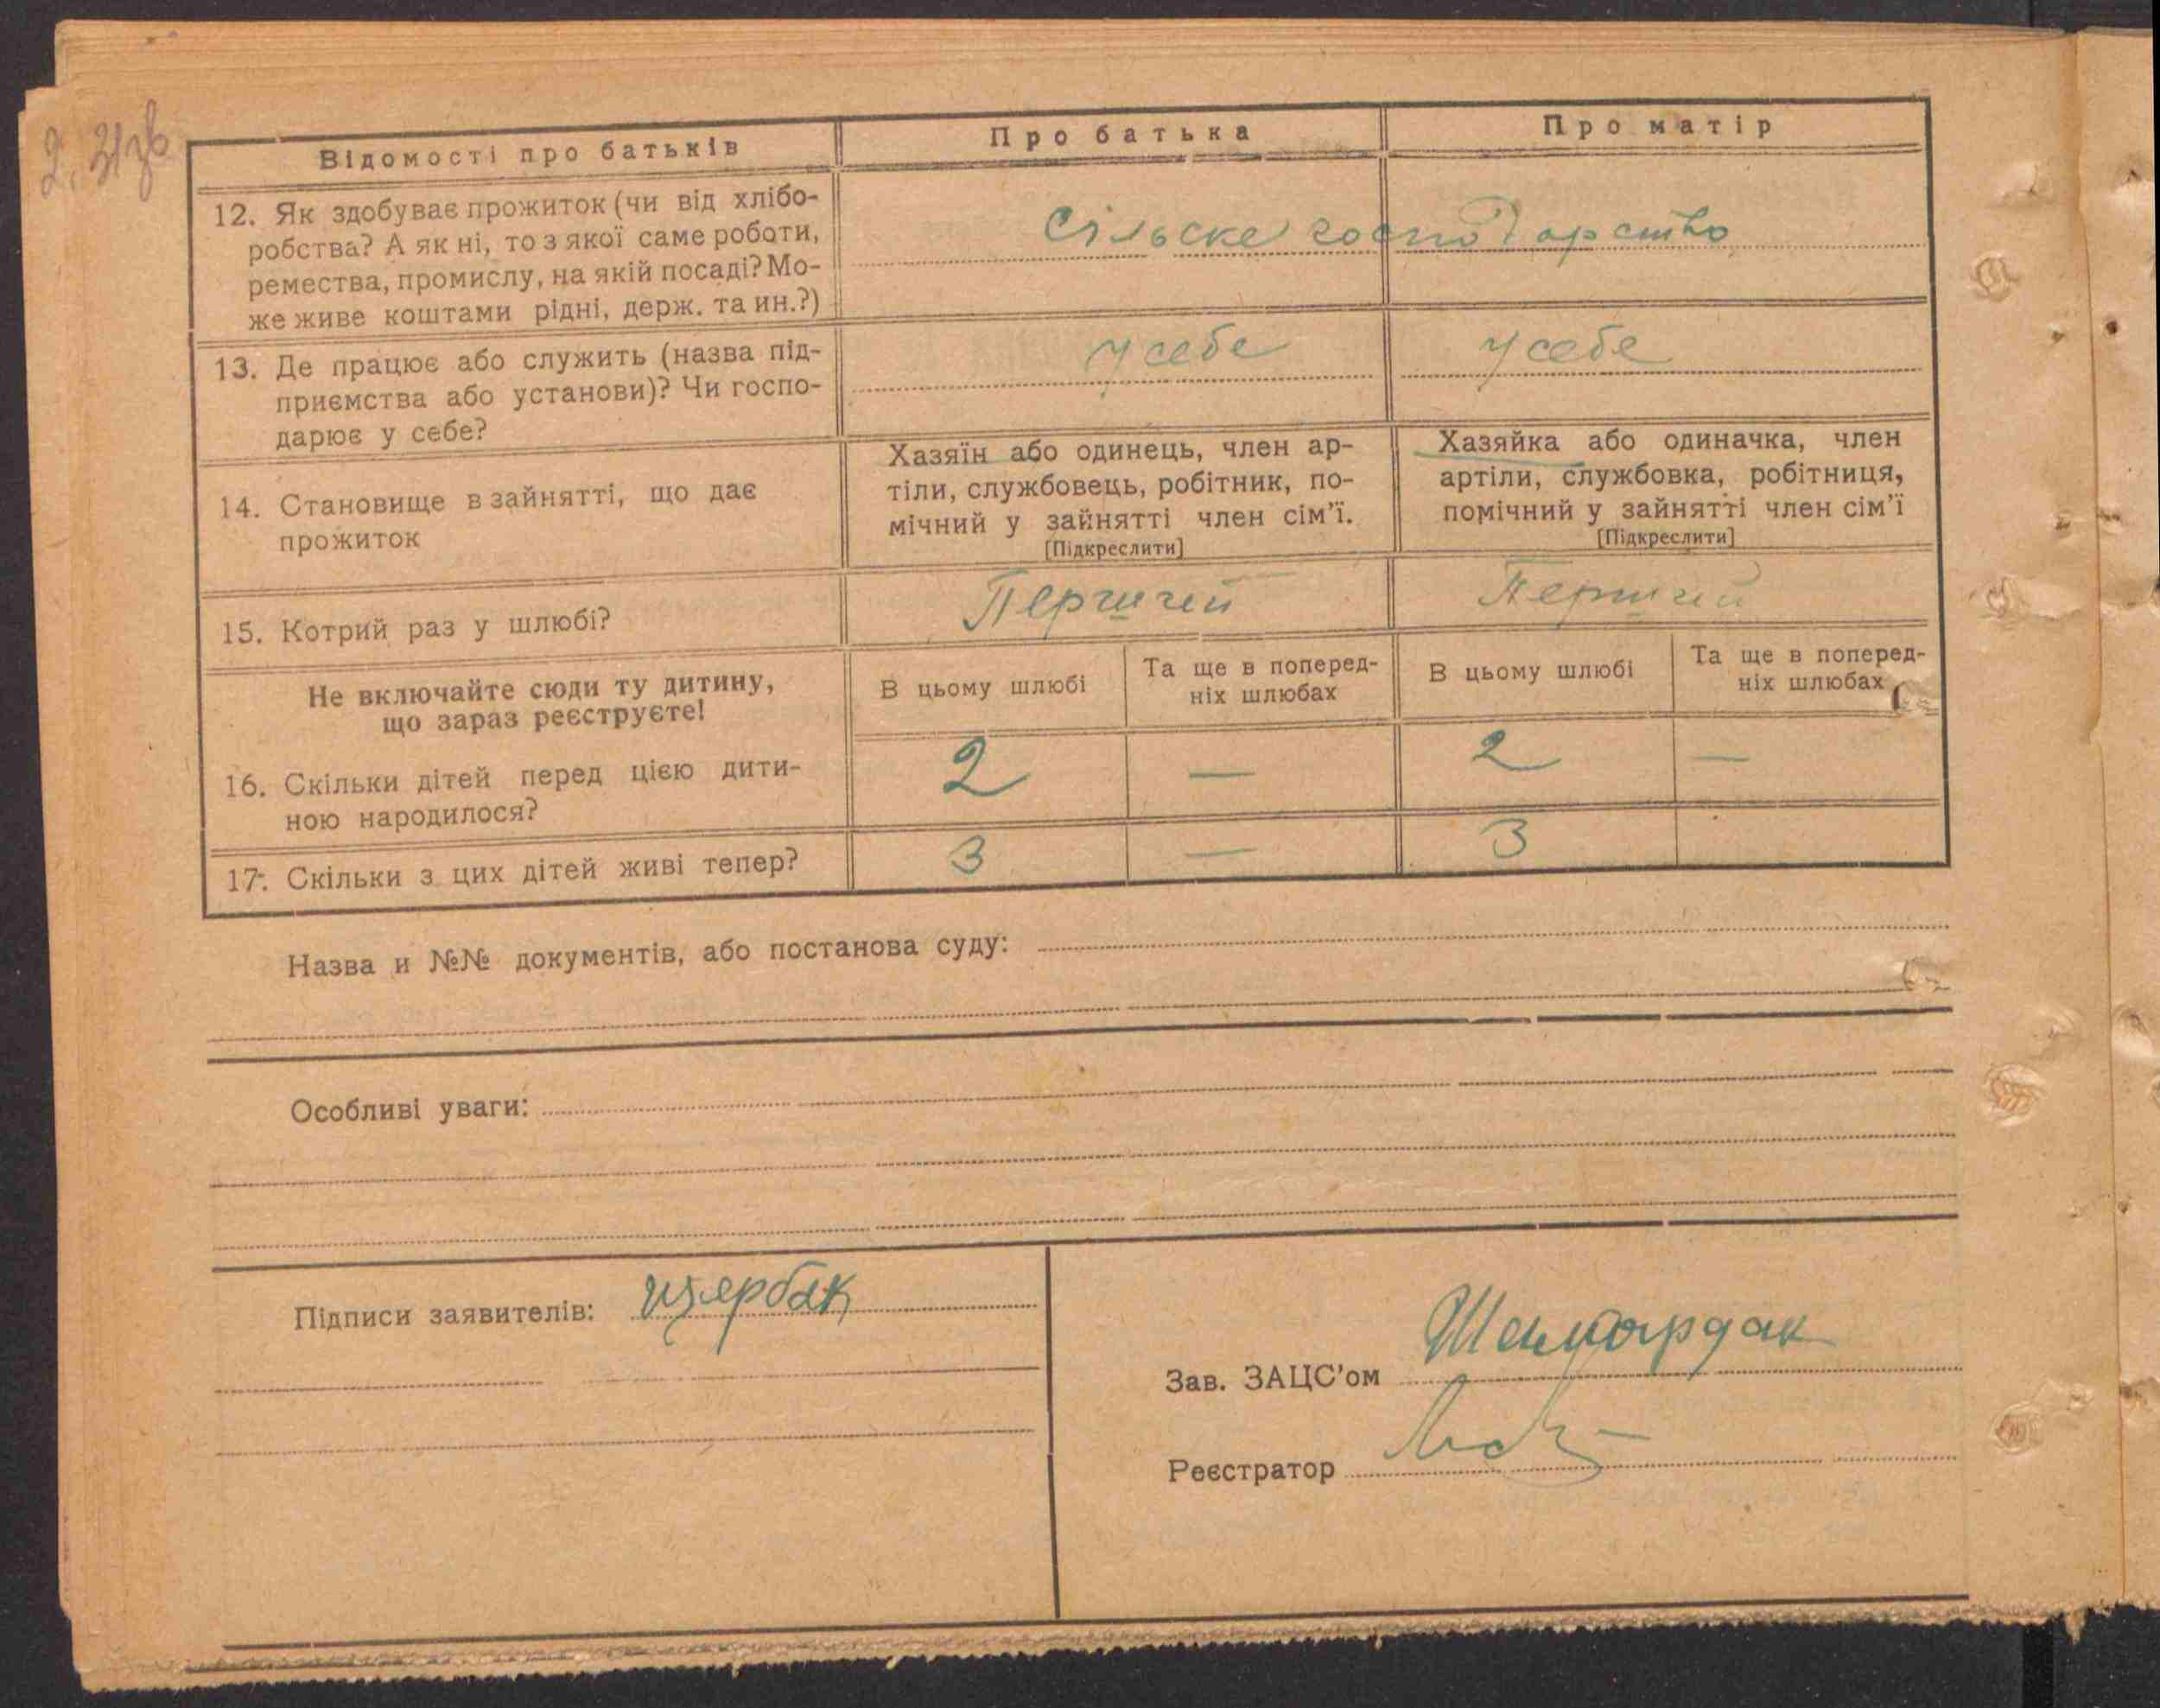 2. 31зв
Відомості про батьків
Про батька
Про матір
12. Як здобуває прожиток (чи від хлібо-
робства? А як ні, то з якої саме роботи,
ремества, промислу, на якій посаді? Мо-
же живе коштами рідні, держ. та ин.?)
Сільске господарство
13. Де працює або служить (назва під-
приємства або установи)? Чи госпо-
дарює у себе?
у себе
у себе
14. Становище в зайнятті, що дає
прожиток
Хазяїн або одинець, член ар-
тіли, службовець, робітник, по-
мічний у зайнятті член сім’ї.
[Підкреслити]
Хазяйка або одиначка, член
артіли, службовка, робітниця,
помічний у зайнятті член сім’ї
[Підкреслити]
15. Котрий раз у шлюбі?
Не включайте сюди ту дитину,
що зараз реєструєте!
В цьому шлюбі
Та ще в поперед-
ніх шлюбах
В цьому шлюбі
Та ще в поперед-
ніх шлюбах
16. Скільки дітей перед цією дити-
ною народилося?
2
—
2
—
17. Скільки з цих дітей живі тепер?
3
—
3
Назва и №№ документів, або постанова суду:
Особливі уваги:
Підписи заявителів: Щербак
Зав. ЗАЦС’ом Шамардак
Реєстратор